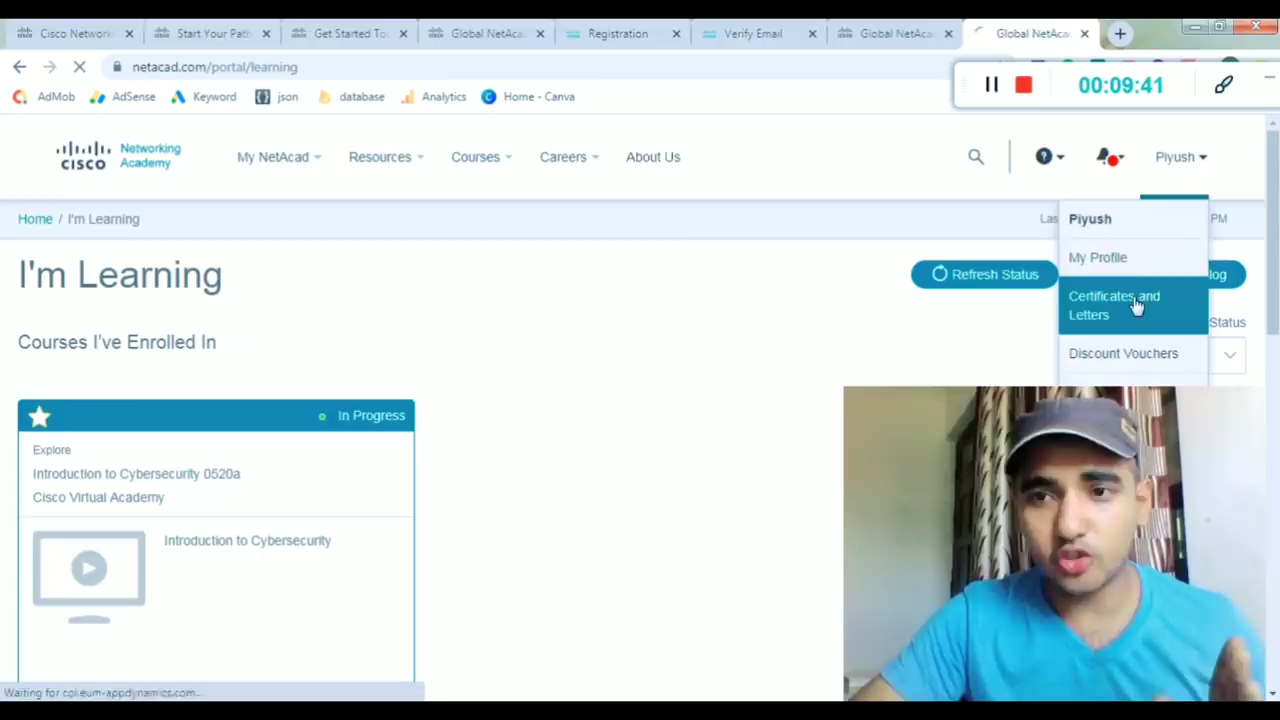 Cisco Network
Start Your Path
Get Started To
Global NetAca
Registration
Verify Email
Global NetAca
Global NetAca
netacad.com/portal/learning
00:09:41
AdMob
AdSense
Keyword
json
database
Analytics
Home - Canva
CISCO
Networking
Academy
My NetAcad
Resources
Courses
Careers
About Us
Piyush
Home / I'm Learning
Las
PM
Piyush
My Profile
Certificates and
Letters
Discount Vouchers
I'm Learning
Refresh Status
log
Status
Courses I've Enrolled In
In Progress
Explore
Introduction to Cybersecurity 0520a
Cisco Virtual Academy
Introduction to Cybersecurity